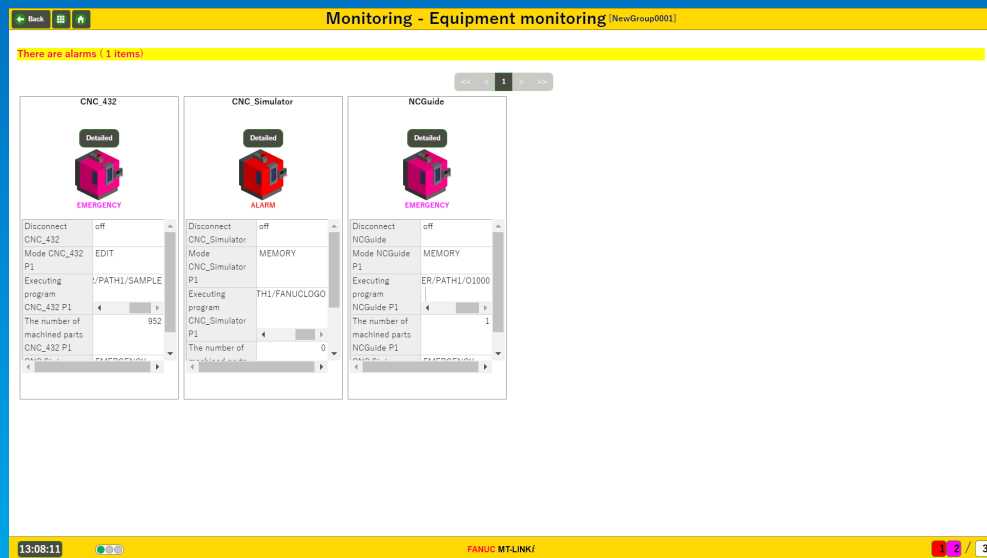 Back
Monitoring - Equipment monitoring [NewGroup0001]
There are alarms ( 1 items)
<< < 1 > >>
CNC_432
Detailed
EMERGENCY
Disconnect CNC_432 off
Mode CNC_432 P1 EDIT
Executing program CNC_432 P1 /PATH1/SAMPLE
The number of machined parts CNC_432 P1 952
EMERGENCY
CNC_Simulator
Detailed
ALARM
Disconnect CNC_Simulator off
Mode CNC_Simulator P1 MEMORY
Executing program CNC_Simulator P1 TH1/FANUCLOGO
The number of machined parts 0
NCGuide
Detailed
EMERGENCY
Disconnect NCGuide off
Mode NCGuide P1 MEMORY
Executing program NCGuide P1 ER/PATH1/O1000
The number of machined parts NCGuide P1 1
EMERGENCY
13:08:11
FANUC MT-LINKi
1 2 / 3